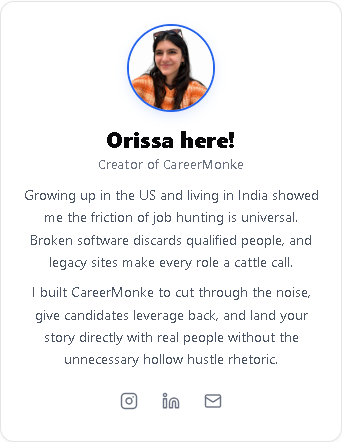 Orissa here!
Creator of CareerMonke
Growing up in the US and living in India showed
me the friction of job hunting is universal.
Broken software discards qualified people, and
legacy sites make every role a cattle call.
I built CareerMonke to cut through the noise,
give candidates leverage back, and land your
story directly with real people without the
unnecessary hollow hustle rhetoric.